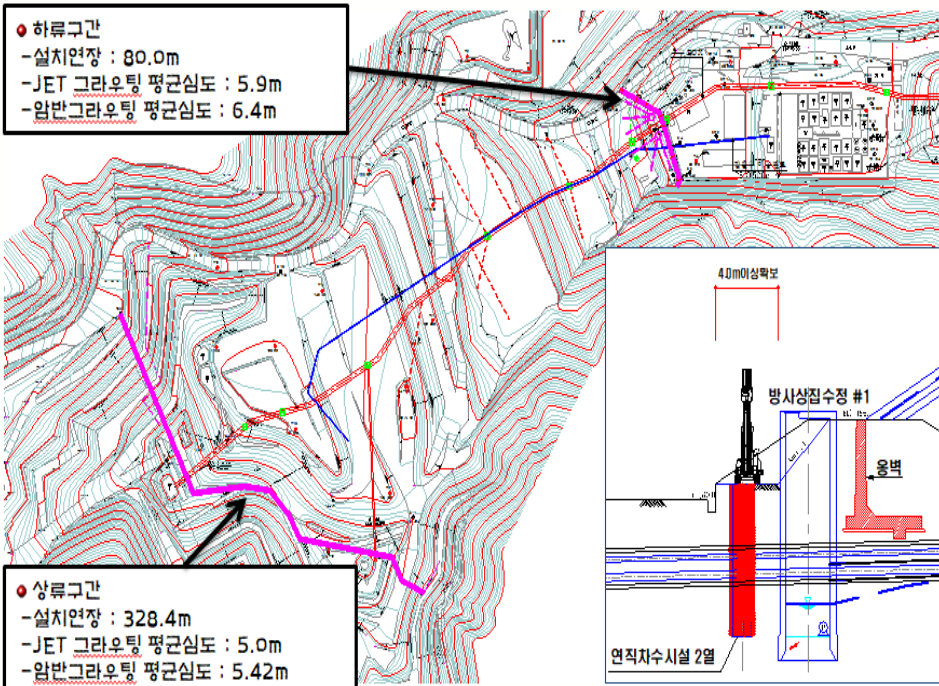 하류구간
-설치연장 : 80.0m
-JET 그라우팅 평균심도 : 5.9m
-암반그라우팅 평균심도 : 6.4m
4.0m이상확보
방사상집수정 #1
옹벽
연직차수시설 2열
상류구간
-설치연장 : 328.4m
-JET 그라우팅 평균심도 : 5.0m
-암반그라우팅 평균심도 : 5.42m